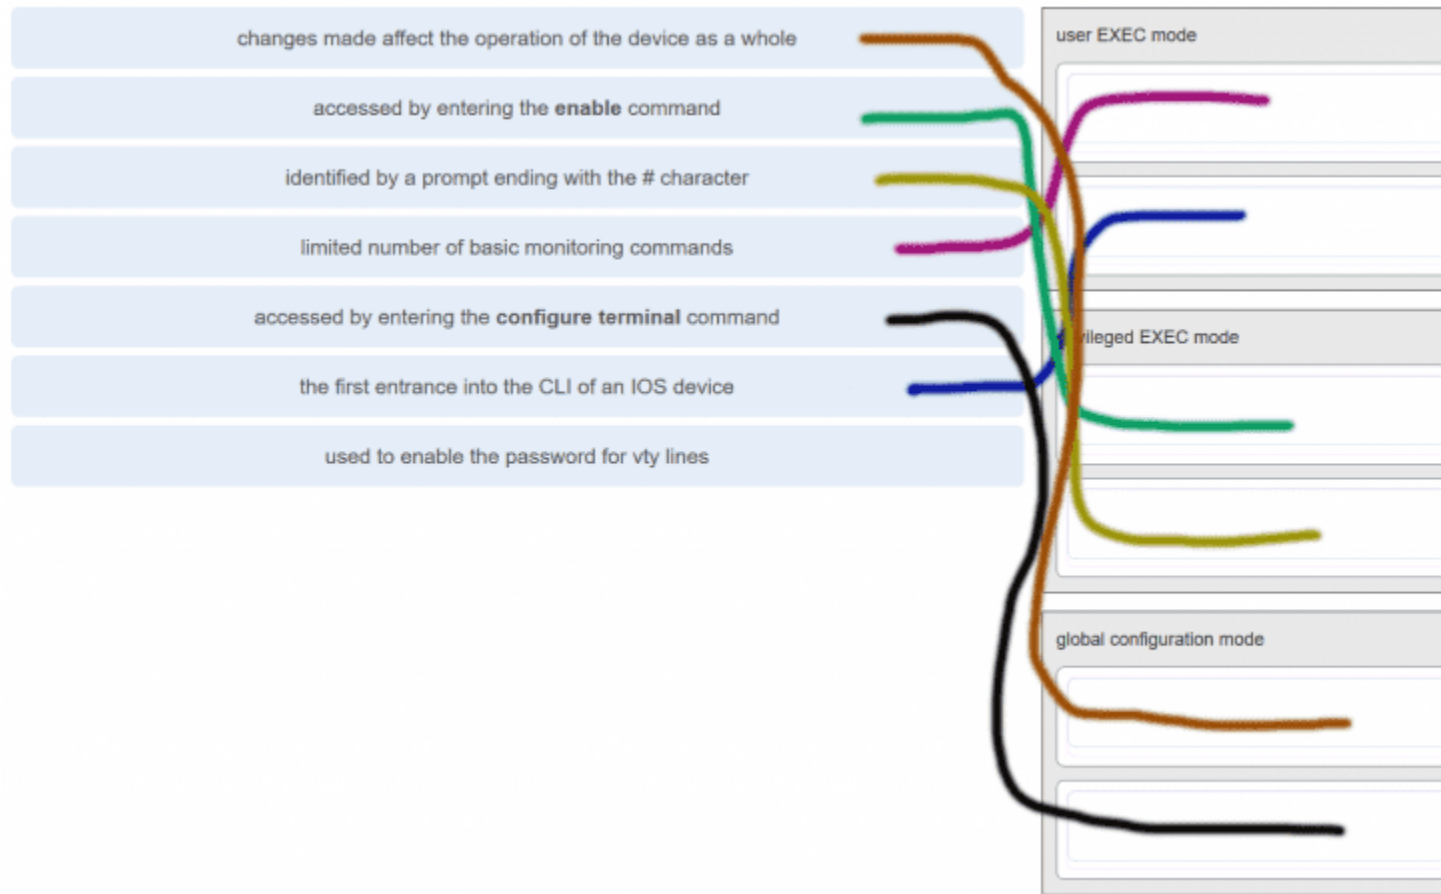 changes made affect the operation of the device as a whole
accessed by entering the enable command
identified by a prompt ending with the # character
limited number of basic monitoring commands
accessed by entering the configure terminal command
the first entrance into the CLI of an IOS device
used to enable the password for vty lines
user EXEC mode
vileged EXEC mode
global configuration mode